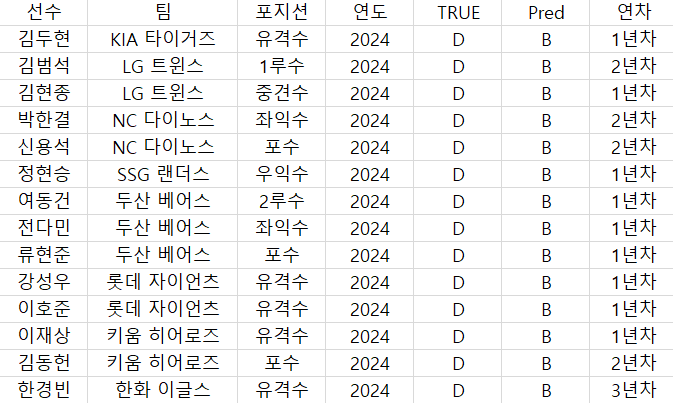 선수 팀 포지션 연도 TRUE Pred 연차
김두현 KIA 타이거즈 유격수 2024 D B 1년차
김범석 LG 트윈스 1루수 2024 D B 2년차
김현종 LG 트윈스 중견수 2024 D B 1년차
박한결 NC 다이노스 좌익수 2024 D B 2년차
신용석 NC 다이노스 포수 2024 D B 2년차
정현승 SSG 랜더스 우익수 2024 D B 1년차
여동건 두산 베어스 2루수 2024 D B 1년차
전다민 두산 베어스 좌익수 2024 D B 1년차
류현준 두산 베어스 포수 2024 D B 1년차
강성우 롯데 자이언츠 유격수 2024 D B 1년차
이호준 롯데 자이언츠 유격수 2024 D B 1년차
이재상 키움 히어로즈 유격수 2024 D B 1년차
김동헌 키움 히어로즈 포수 2024 D B 2년차
한경빈 한화 이글스 유격수 2024 D B 3년차